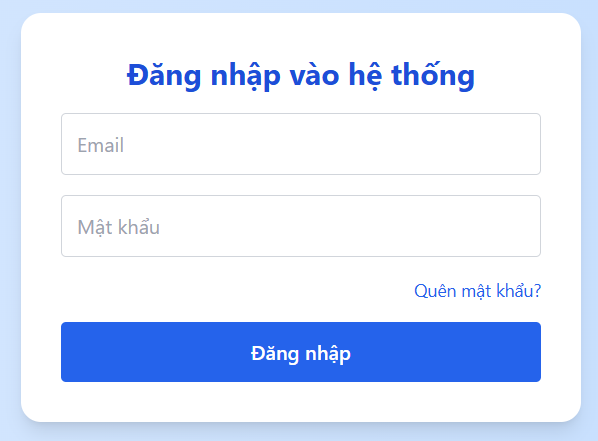 Đăng nhập vào hệ thống
Email
Mật khẩu
Quên mật khẩu?
Đăng nhập